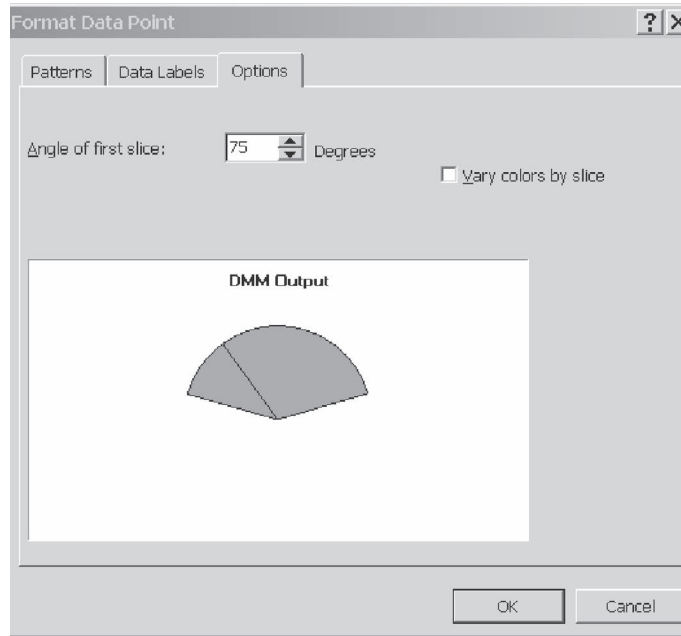 Format Data Point
Patterns
Data Labels
Options
Angle of first slice:
75
Degrees
Vary colors by slice
DMM Output
OK
Cancel